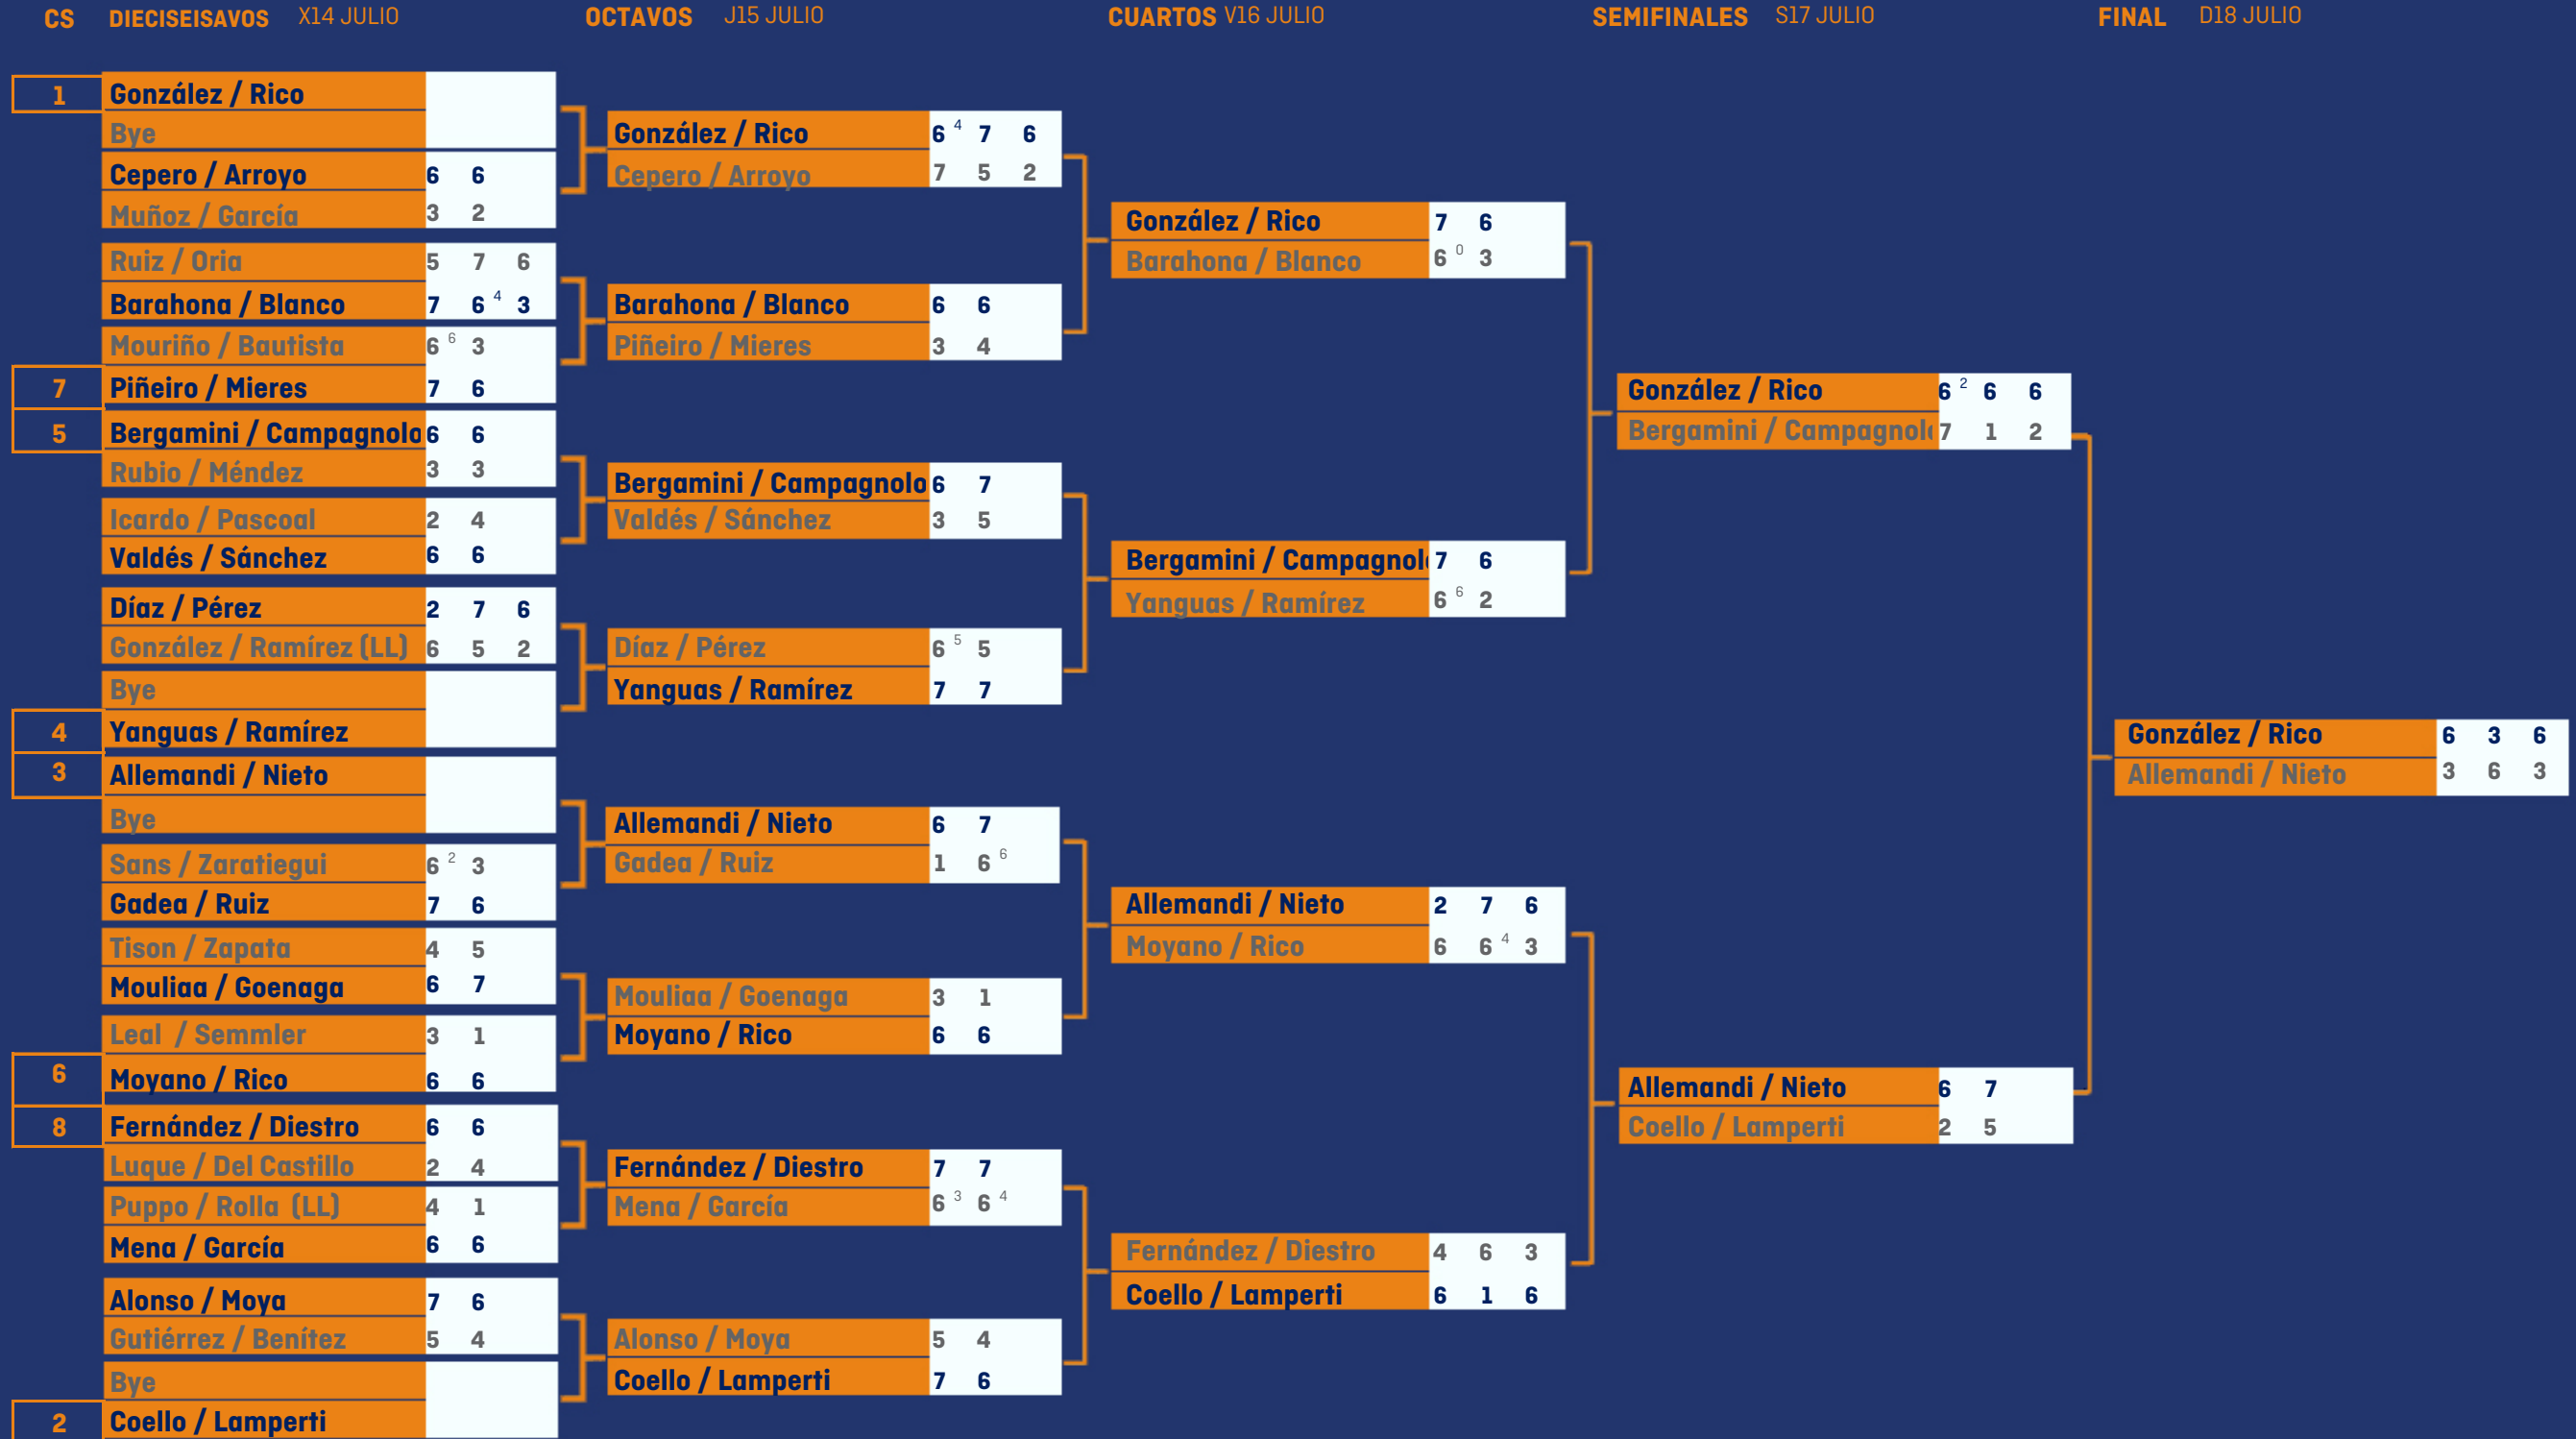 CS DIECISEISAVOS X14 JULIO OCTAVOS J15 JULIO CUARTOS V16 JULIO SEMIFINALES S17 JULIO FINAL D18 JULIO
1 González / Rico
Bye
Cepero / Arroyo 6 6
Muñoz / García 3 2
Ruiz / Oria 5 7 6
Barahona / Blanco 7 6 4 3
Mouriño / Bautista 6 6 3
7 Piñeiro / Mieres 7 6
5 Bergamini / Campagnolo 6 6
Rubio / Méndez 3 3
Icardo / Pascoal 2 4
Valdés / Sánchez 6 6
Díaz / Pérez 2 7 6
González / Ramírez (LL) 6 5 2
Bye
4 Yanguas / Ramírez
3 Allemandi / Nieto
Bye
Sans / Zaratiegui 6 2 3
Gadea / Ruiz 7 6
Tison / Zapata 4 5
Mouliaa / Goenaga 6 7
Leal / Semmler 3 1
6 Moyano / Rico 6 6
8 Fernández / Diestro 6 6
Luque / Del Castillo 2 4
Puppo / Rolla (LL) 4 1
Mena / García 6 6
Alonso / Moya 7 6
Gutiérrez / Benítez 5 4
Bye
2 Coello / Lamperti
González / Rico 6 4 7 6
Cepero / Arroyo 7 5 2
Barahona / Blanco 6 6
Piñeiro / Mieres 3 4
Bergamini / Campagnolo 6 7
Valdés / Sánchez 3 5
Díaz / Pérez 6 5 5
Yanguas / Ramírez 7 7
Allemandi / Nieto 6 7
Gadea / Ruiz 1 6 6
Mouliaa / Goenaga 3 1
Moyano / Rico 6 6
Fernández / Diestro 7 7
Mena / García 6 3 6 4
Alonso / Moya 5 4
Coello / Lamperti 7 6
González / Rico 7 6
Barahona / Blanco 6 0 3
Bergamini / Campagnol 7 6
Yanguas / Ramírez 6 6 2
Allemandi / Nieto 2 7 6
Moyano / Rico 6 6 4 3
Fernández / Diestro 4 6 3
Coello / Lamperti 6 1 6
González / Rico 6 2 6 6
Bergamini / Campagnol 7 1 2
Allemandi / Nieto 6 7
Coello / Lamperti 2 5
González / Rico 6 3 6
Allemandi / Nieto 3 6 3